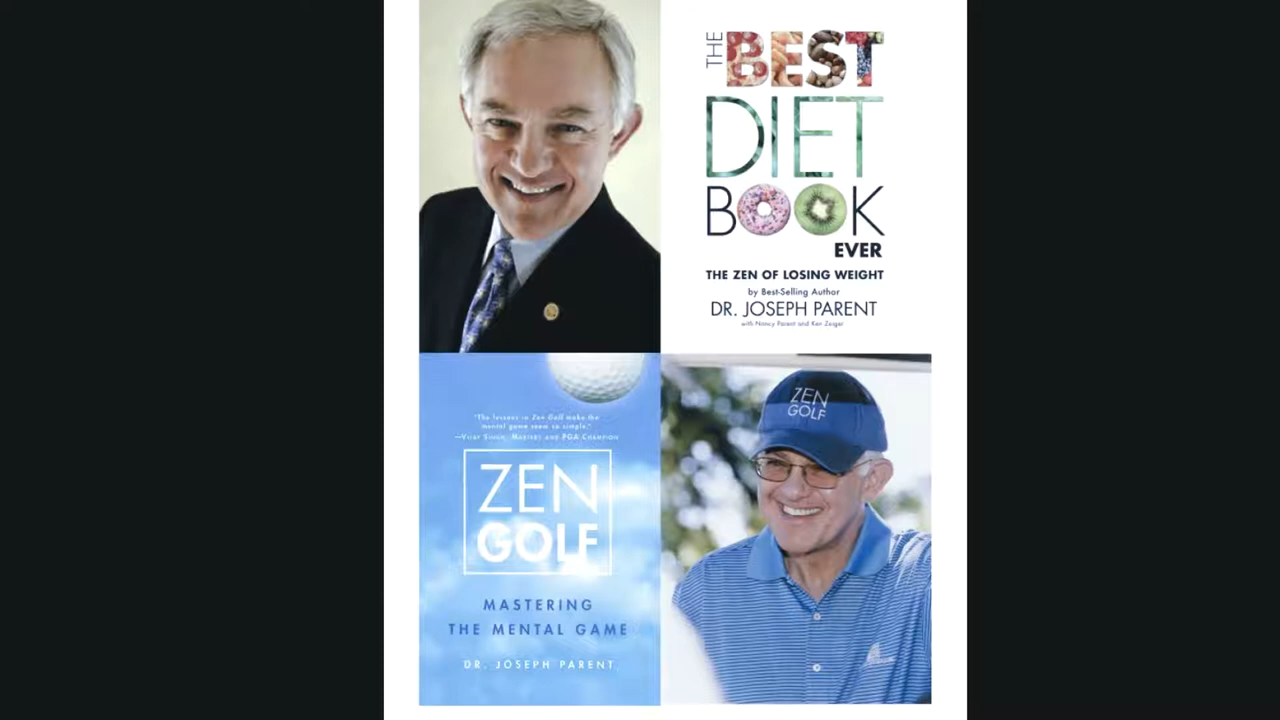 THE BEST
DIET
BOOK
EVER
THE ZEN OF LOSING WEIGHT
by Best-Selling Author
DR. JOSEPH PARENT
with Nancy Parent and Ken Zeiger
"The lessons in Zen Golf make the
mental game seem so simple."
—Vijay Singh, Masters and PGA Champion
ZEN
GOLF
MASTERING
THE MENTAL GAME
DR. JOSEPH PARENT
ZEN
GOLF